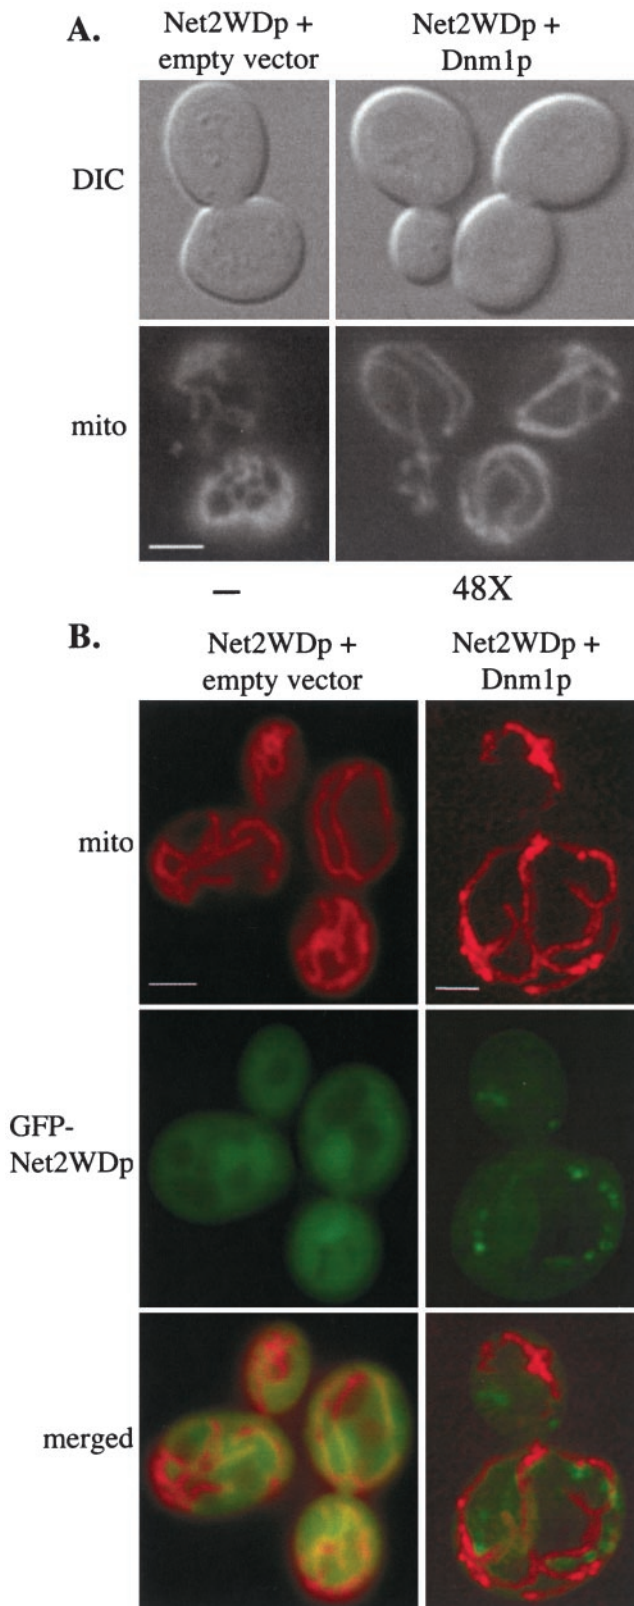 A.
Net2WDp +
empty vector
Net2WDp +
Dnm1p
DIC
mito
–
48X
B.
Net2WDp +
empty vector
Net2WDp +
Dnm1p
mito
GFP-
Net2WDp
merged